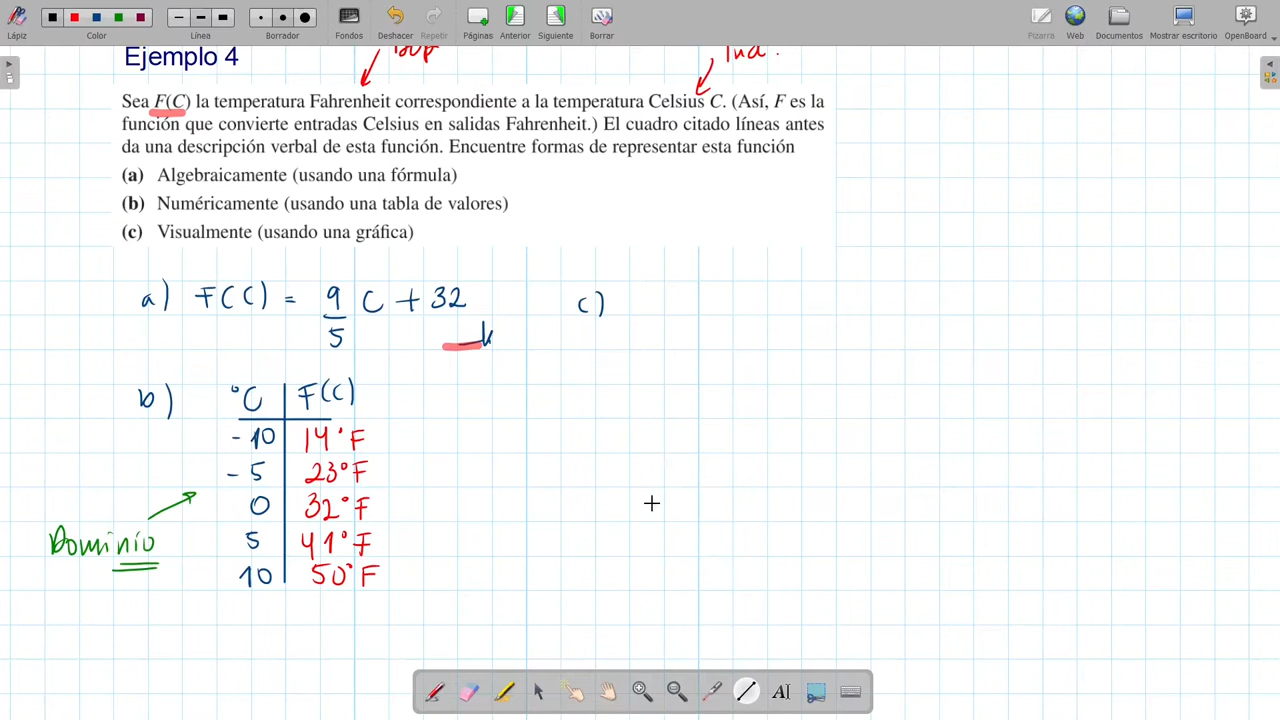 Lápiz Color Línea Borrador Fondos Deshacer Repetir Páginas Anterior Siguiente Borrar Pizarra Web Documentos Mostrar escritorio OpenBoard
Ejemplo 4
Sea F(C) la temperatura Fahrenheit correspondiente a la temperatura Celsius C. (Así, F es la
función que convierte entradas Celsius en salidas Fahrenheit.) El cuadro citado líneas antes
da una descripción verbal de esta función. Encuentre formas de representar esta función
(a) Algebraicamente (usando una fórmula)
(b) Numéricamente (usando una tabla de valores)
(c) Visualmente (usando una gráfica)
a) F(C) = 9/5 C + 32
k
c)
b) °C F(C)
-10 14°F
-5 23°F
0 32°F
5 41°F
10 50°F
Dominio